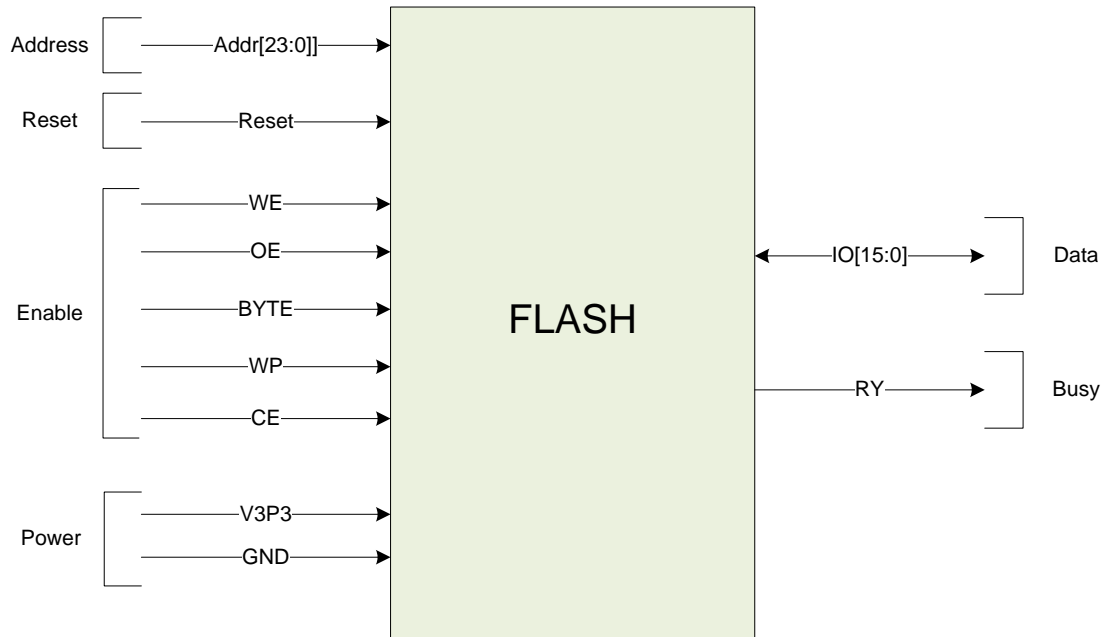 Address
Addr[23:0]]
Reset
Reset
Enable
WE
OE
BYTE
WP
CE
Power
V3P3
GND
FLASH
IO[15:0]
Data
RY
Busy